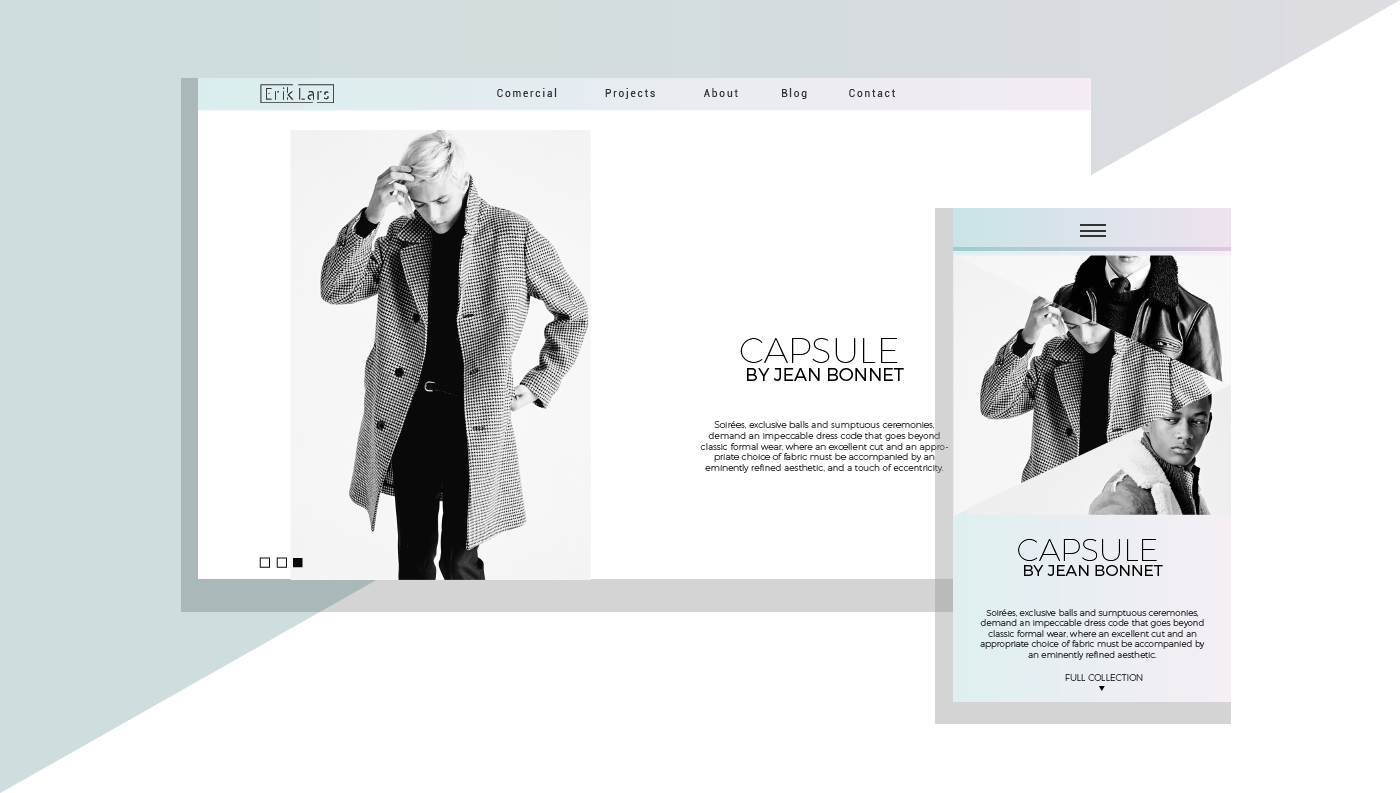 Erik Lars
Comercial Projects About Blog Contact
CAPSULE
BY JEAN BONNET
Soirées, exclusive balls and sumptuous ceremonies,
demand an impeccable dress code that goes beyond
classic formal wear, where an excellent cut and an appro-
priate choice of fabric must be accompanied by an
eminently refined aesthetic, and a touch of eccentricity.
CAPSULE
BY JEAN BONNET
Soirées, exclusive balls and sumptuous ceremonies,
demand an impeccable dress code that goes beyond
classic formal wear, where an excellent cut and an
appropriate choice of fabric must be accompanied by
an eminently refined aesthetic.
FULL COLLECTION